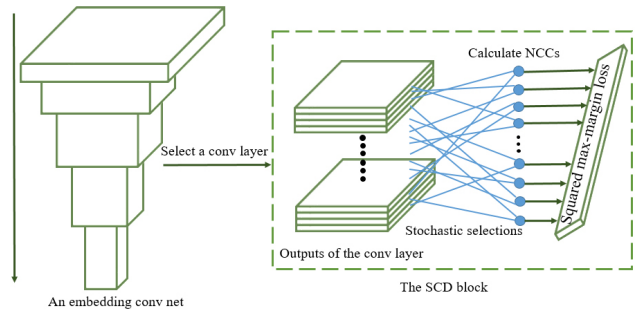 Calculate NCCs
Select a conv layer
Squared max-margin loss
Stochastic selections
Outputs of the conv layer
An embedding conv net
The SCD block